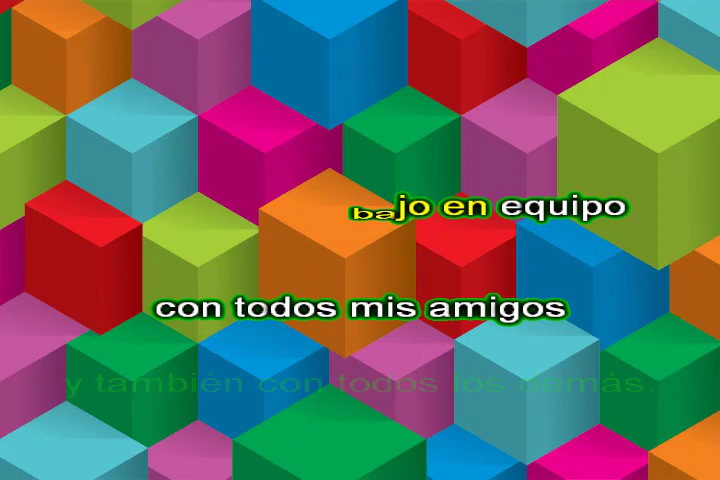 bajo en equipo
con todos mis amigos
y también con todos los demás.